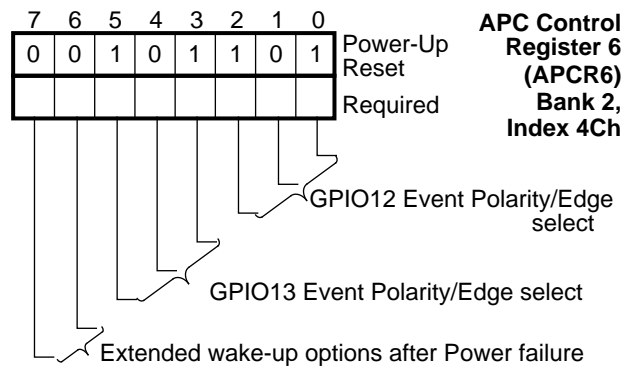 7 6 5 4 3 2 1 0
APC Control
Register 6
(APCR6)
Bank 2,
Index 4Ch
0 0 1 0 1 1 0 1
Power-Up
Reset
Required
GPIO12 Event Polarity/Edge
select
GPIO13 Event Polarity/Edge select
Extended wake-up options after Power failure